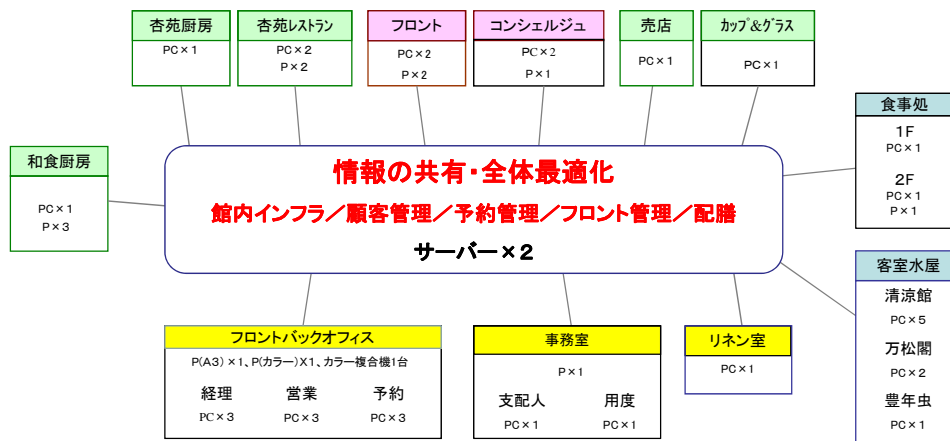 杏苑厨房
PC×1
杏苑レストラン
PC×2
P×2
フロント
PC×2
P×2
コンシェルジュ
PC×2
P×1
売店
PC×1
カップ&グラス
PC×1
食事処
1F
PC×1
2F
PC×1
P×1
和食厨房
PC×1
P×3
情報の共有・全体最適化
館内インフラ／顧客管理／予約管理／フロント管理／配膳
サーバー×2
客室水屋
清涼館
PC×5
万松閣
PC×2
豊年虫
PC×1
フロントバックオフィス
P(A3)×1、P(カラー)X1、カラー複合機1台
経理 営業 予約
PC×3 PC×3 PC×3
事務室
P×1
支配人 用度
PC×1 PC×1
リネン室
PC×1